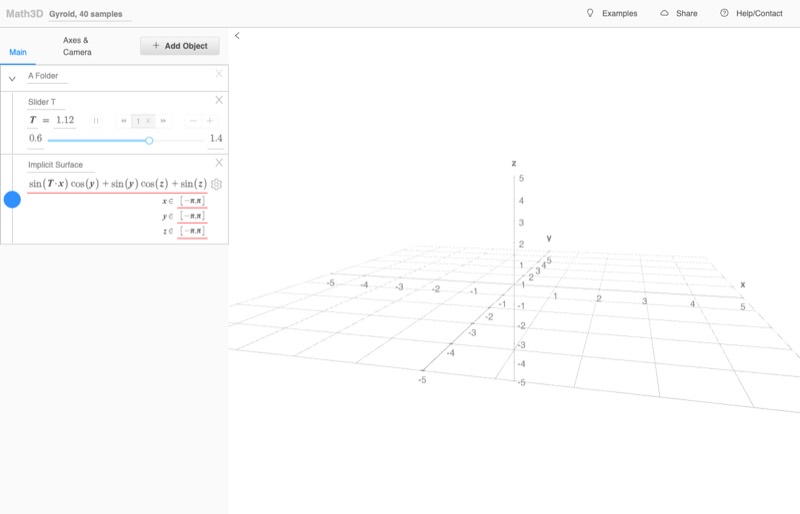 Math3D Gyroid, 40 samples
Examples Share Help/Contact
Main Axes &
Camera
+ Add Object
A Folder X
Slider T X
T = 1.12 1 x − +
0.6 1.4
Implicit Surface X
sin(T·x) cos(y) + sin(y) cos(z) + sin(z)
x ∈ [−π,π]
y ∈ [−π,π]
z ∈ [−π,π]
z
5
4
3
2
1
-1
-2
-3
-4
-5
y
5
4
3
2
1
-1
-2
-3
-4
-5
x
-5 -4 -3 -2 -1 1 2 3 4 5